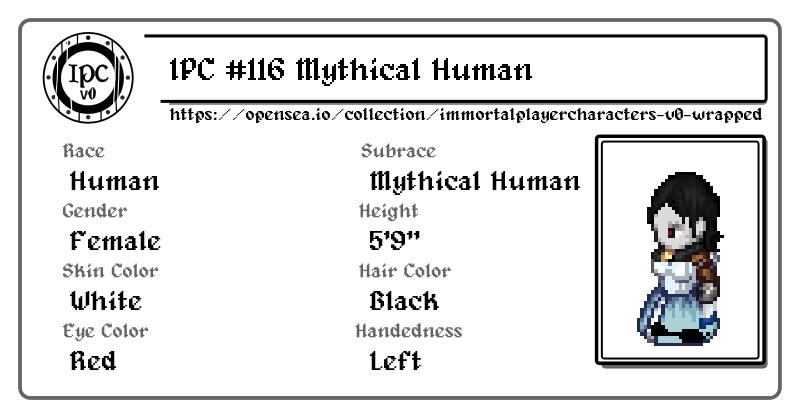 IPC
v0
IPC #116 Mythical Human
https://opensea.io/collection/immortalplayercharacters-v0-wrapped
Race
Subrace
Human
Mythical Human
Gender
Height
Female
5'9"
Skin Color
Hair Color
White
Black
Eye Color
Handedness
Red
Left